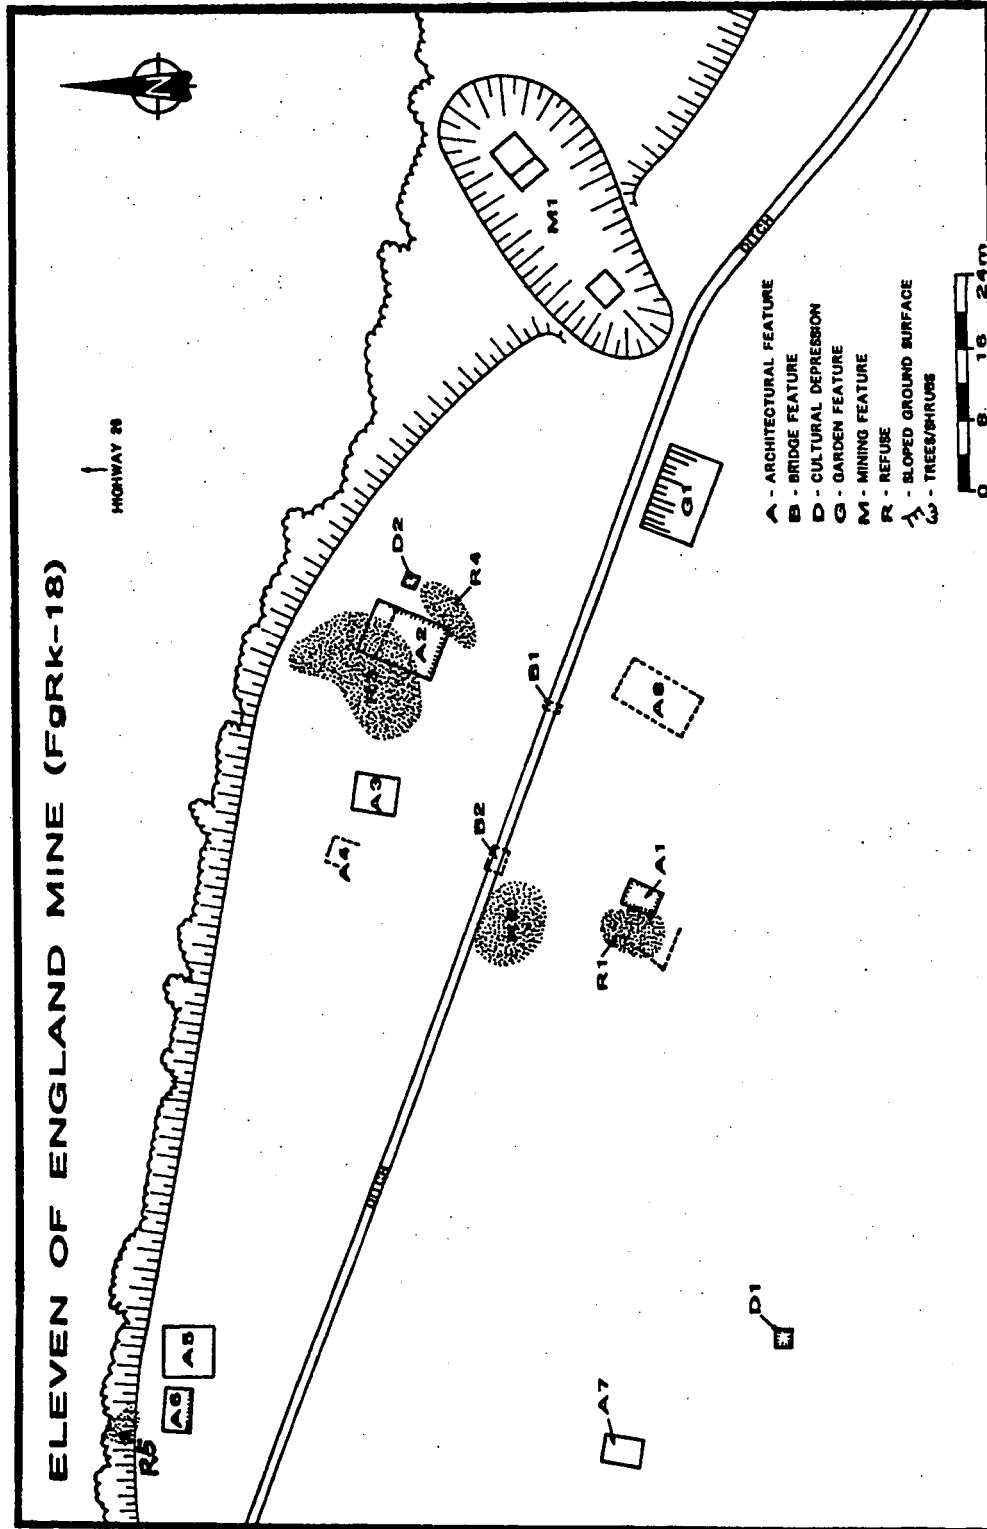 ELEVEN OF ENGLAND MINE (FgRk-18)
HIGHWAY 26
N
R5
A6
A5
A4
A3
A2
D2
R4
M1
DITCH
B2
B1
DITCH
G1
R1
A1
A8
A7
D1
A - ARCHITECTURAL FEATURE
B - BRIDGE FEATURE
D - CULTURAL DEPRESSION
G - GARDEN FEATURE
M - MINING FEATURE
R - REFUSE
- SLOPED GROUND SURFACE
- TREES/SHRUBS
0 8 16 24m